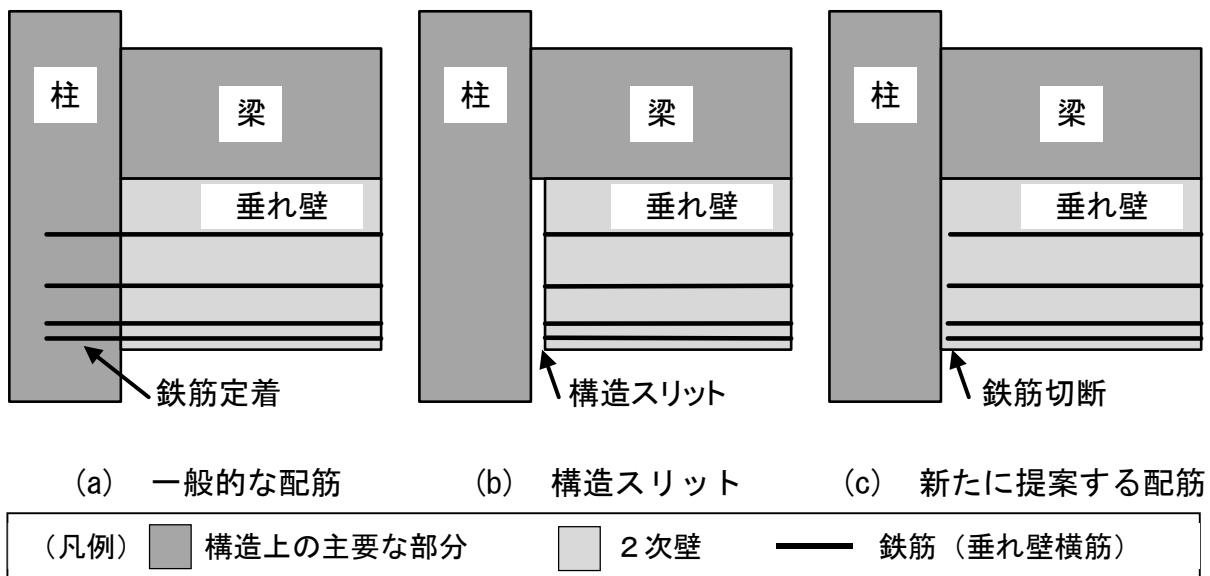 柱 柱 柱
梁 梁 梁
垂れ壁 垂れ壁 垂れ壁
鉄筋定着 構造スリット 鉄筋切断
(a) 一般的な配筋 (b) 構造スリット (c) 新たに提案する配筋
(凡例) 構造上の主要な部分 2次壁 鉄筋(垂れ壁横筋)